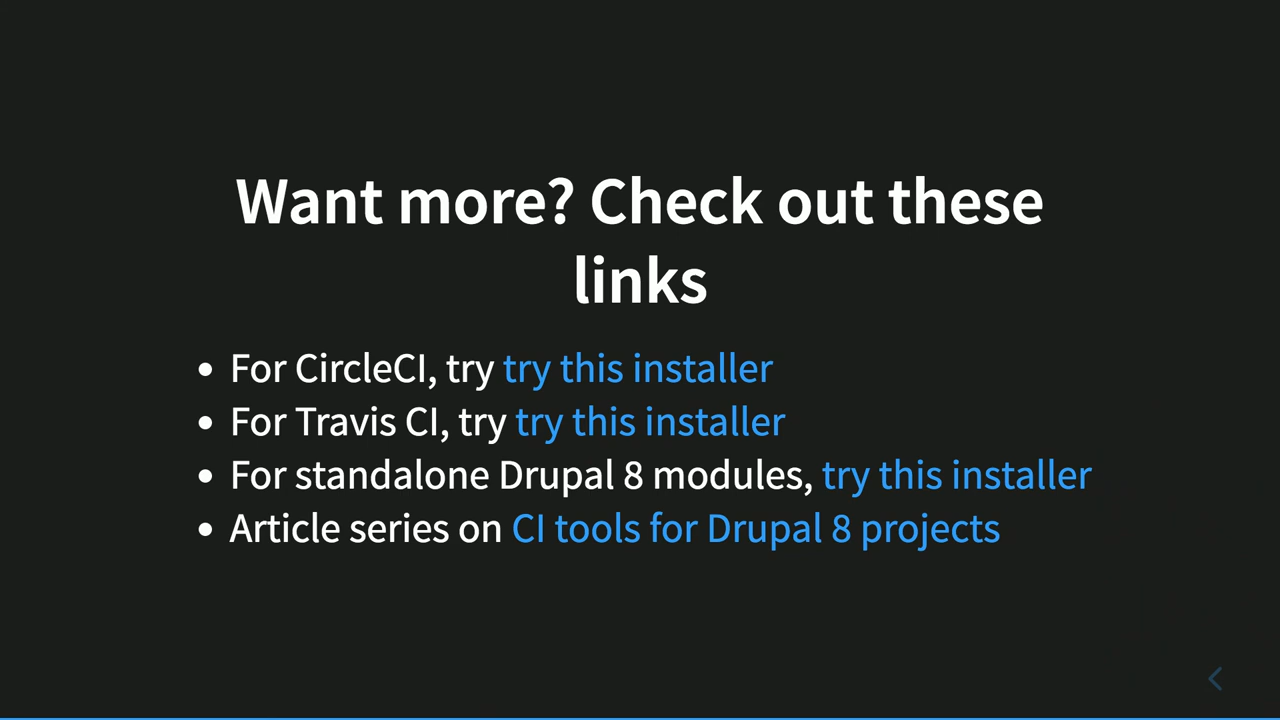 Want more? Check out these
links
• For CircleCI, try try this installer
• For Travis CI, try try this installer
• For standalone Drupal 8 modules, try this installer
• Article series on CI tools for Drupal 8 projects